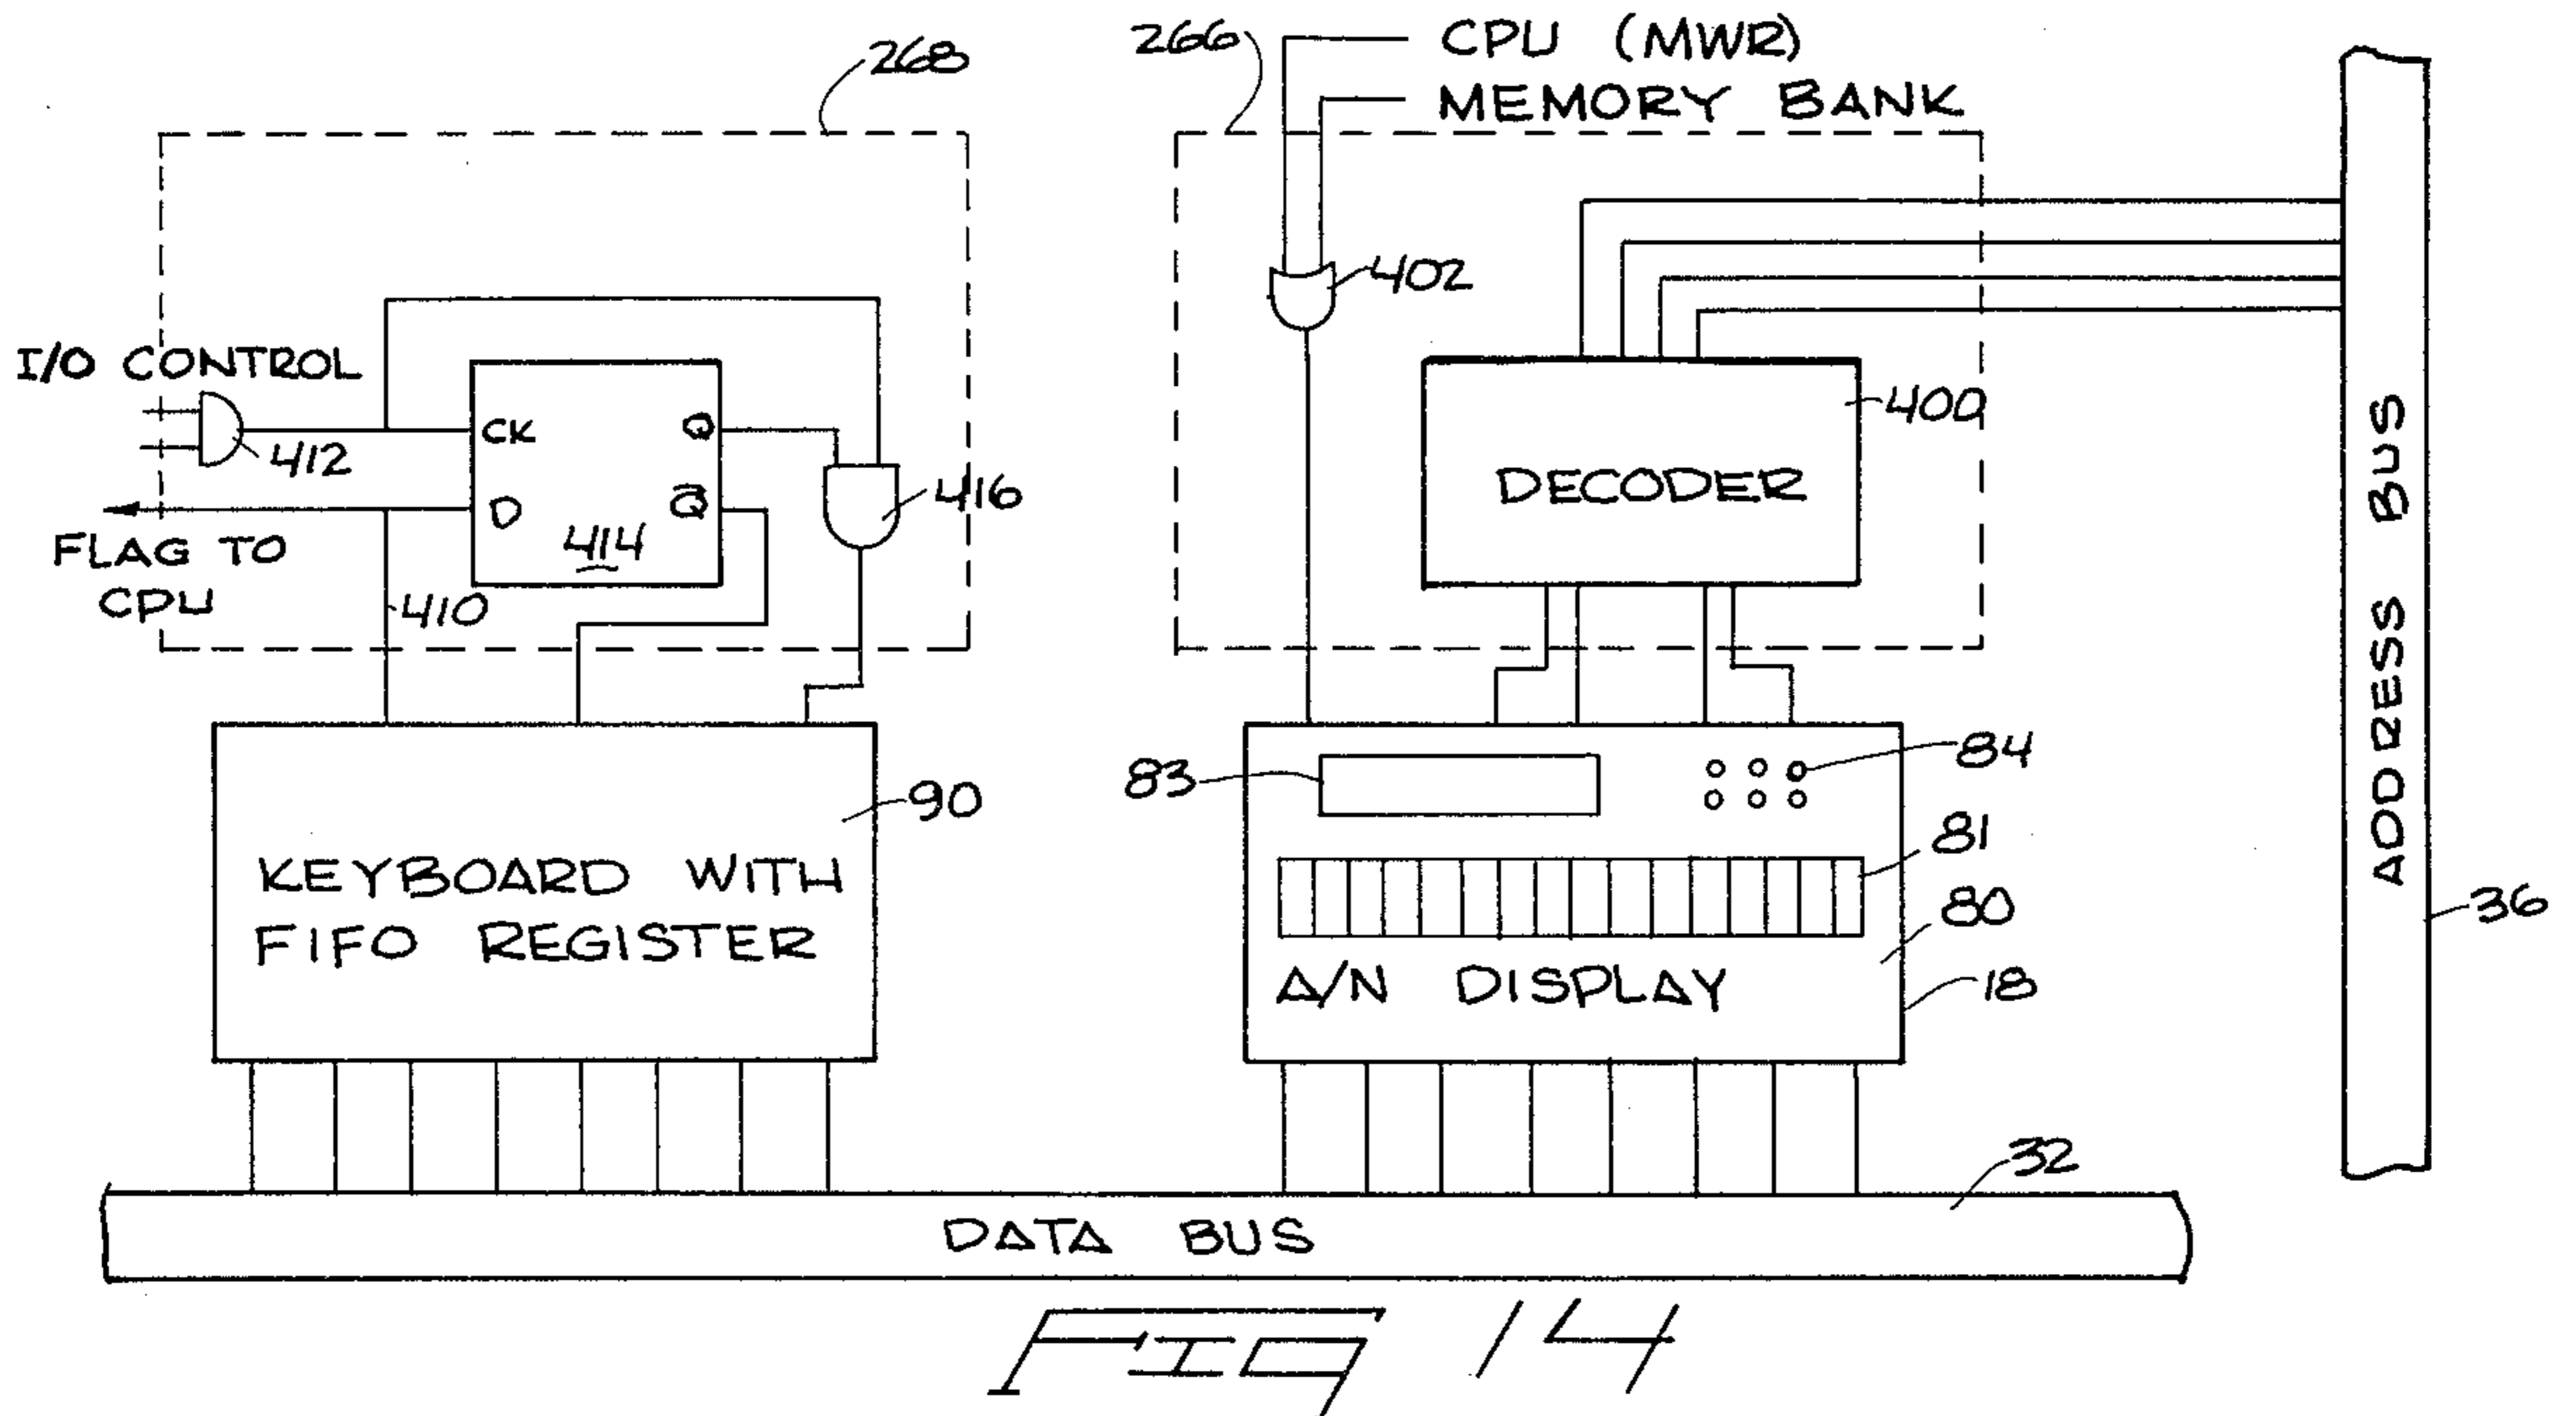 268
266
CPU (MWR)
MEMORY BANK
402
I/O CONTROL
412
CK
Q
D
Q̅
414
416
FLAG TO
CPU
410
400
DECODER
ADDRESS BUS
36
90
KEYBOARD WITH
FIFO REGISTER
83
84
81
80
18
A/N DISPLAY
32
DATA BUS
FIG 14